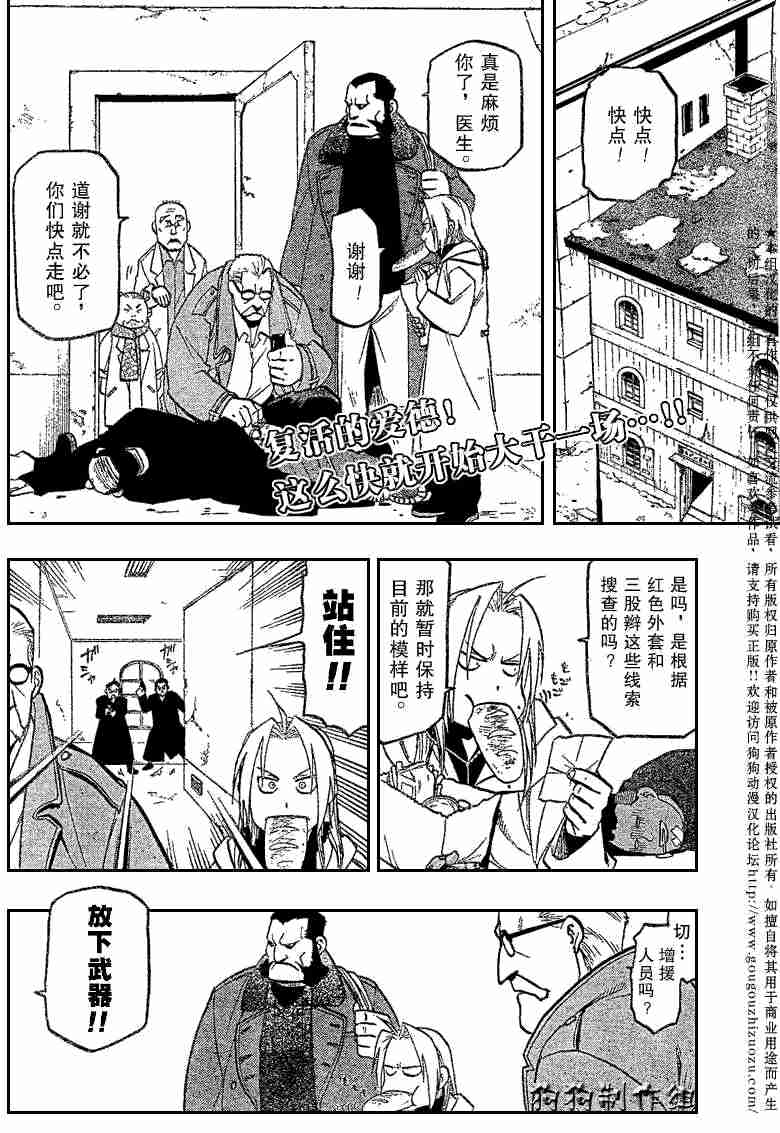 快点！
快点！
真是麻烦
你了，医生。
谢谢！
道谢就不必了，
你们快点走吧。
复活的爱德！
这么快就开始大干一场…！！
是吗，是根据
红色外套和
三股辫这些线索
搜查的吗？
那就暂时保持
目前的模样吧。
站住！！
切…
增援
人员吗？
放下武器！！
狗狗制作组
所有版权归原作者和被原作者授权的出版社所有。如擅自将其用于商业用途而产生
请支持购买正版！！欢迎访问狗狗动漫汉化论坛http://www.gougouzhizuozu.com/